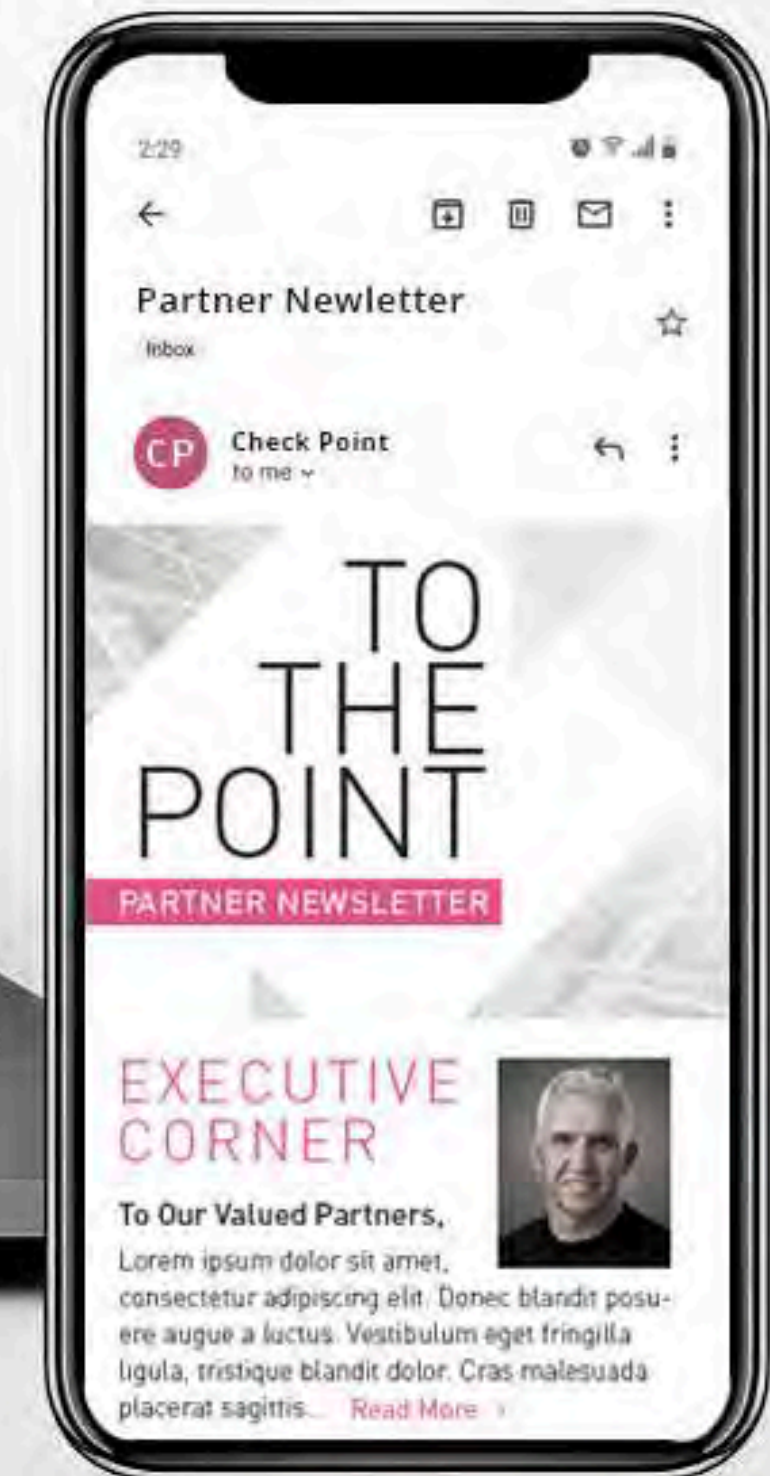 2:29
Partner Newletter
Inbox
CP
Check Point
to me
TO
THE
POINT
PARTNER NEWSLETTER
EXECUTIVE
CORNER
To Our Valued Partners,
Lorem ipsum dolor sit amet,
consectetur adipiscing elit. Donec blandit posu-
ere augue a luctus. Vestibulum eget fringilla
ligula, tristique blandit dolor. Cras malesuada
placerat sagittis... Read More >